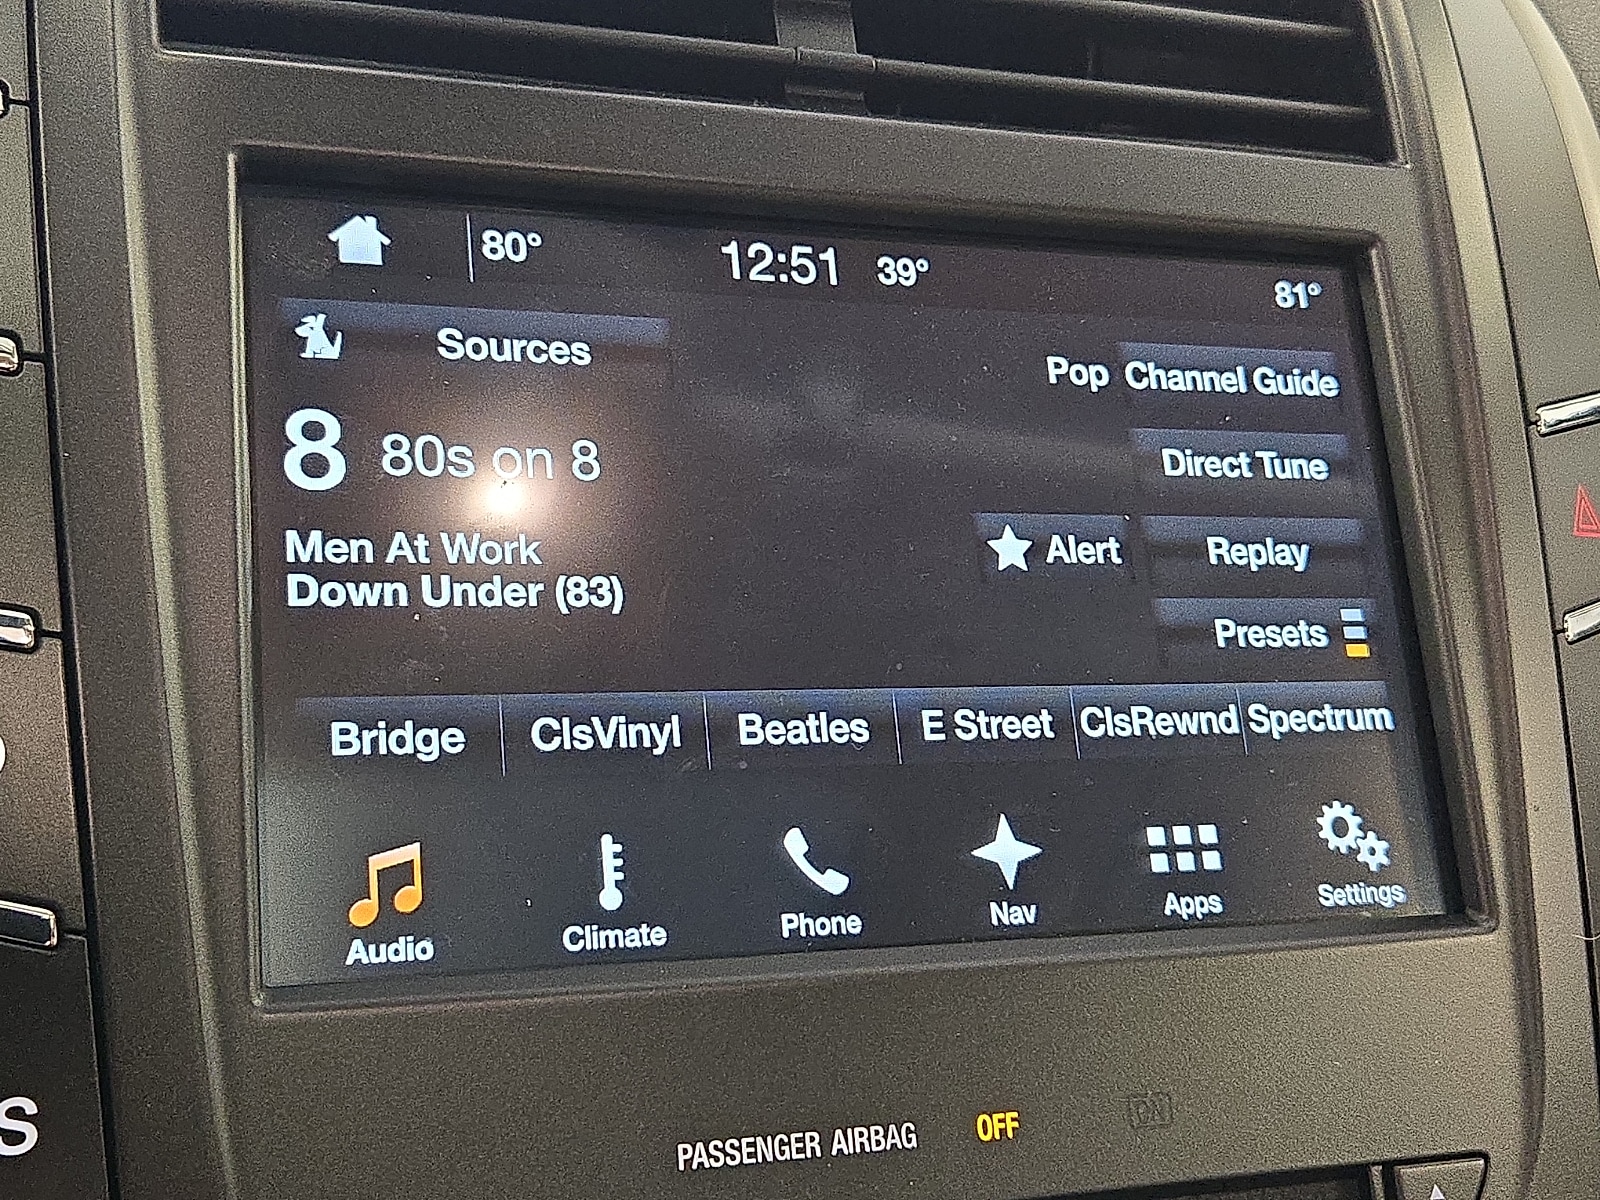 80° 12:51 39° 81°
Sources
Pop Channel Guide
8 80s on 8
Direct Tune
Men At Work
Alert Replay
Down Under (83)
Presets
Bridge ClsVinyl Beatles E Street ClsRewnd Spectrum
Audio Climate Phone Nav Apps Settings
PASSENGER AIRBAG OFF ON
S